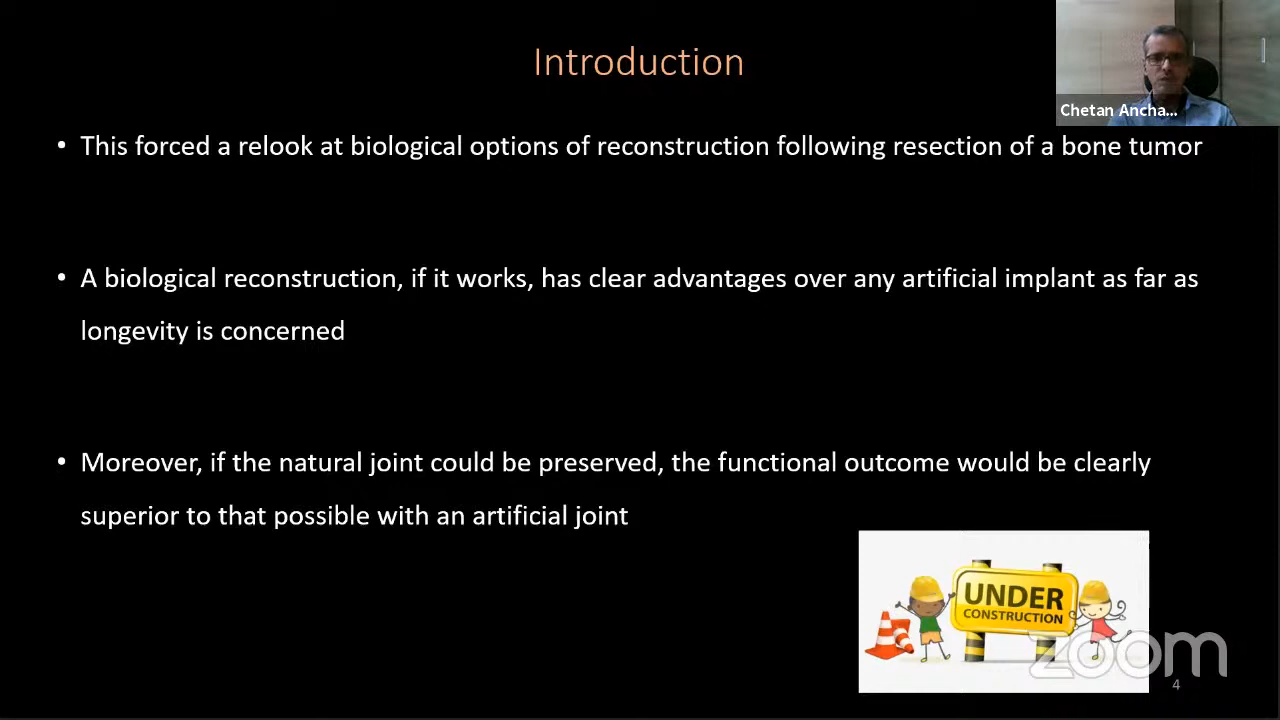 Introduction
Chetan Ancha...
• This forced a relook at biological options of reconstruction following resection of a bone tumor
• A biological reconstruction, if it works, has clear advantages over any artificial implant as far as
longevity is concerned
• Moreover, if the natural joint could be preserved, the functional outcome would be clearly
superior to that possible with an artificial joint
UNDER
CONSTRUCTION
zoom
4